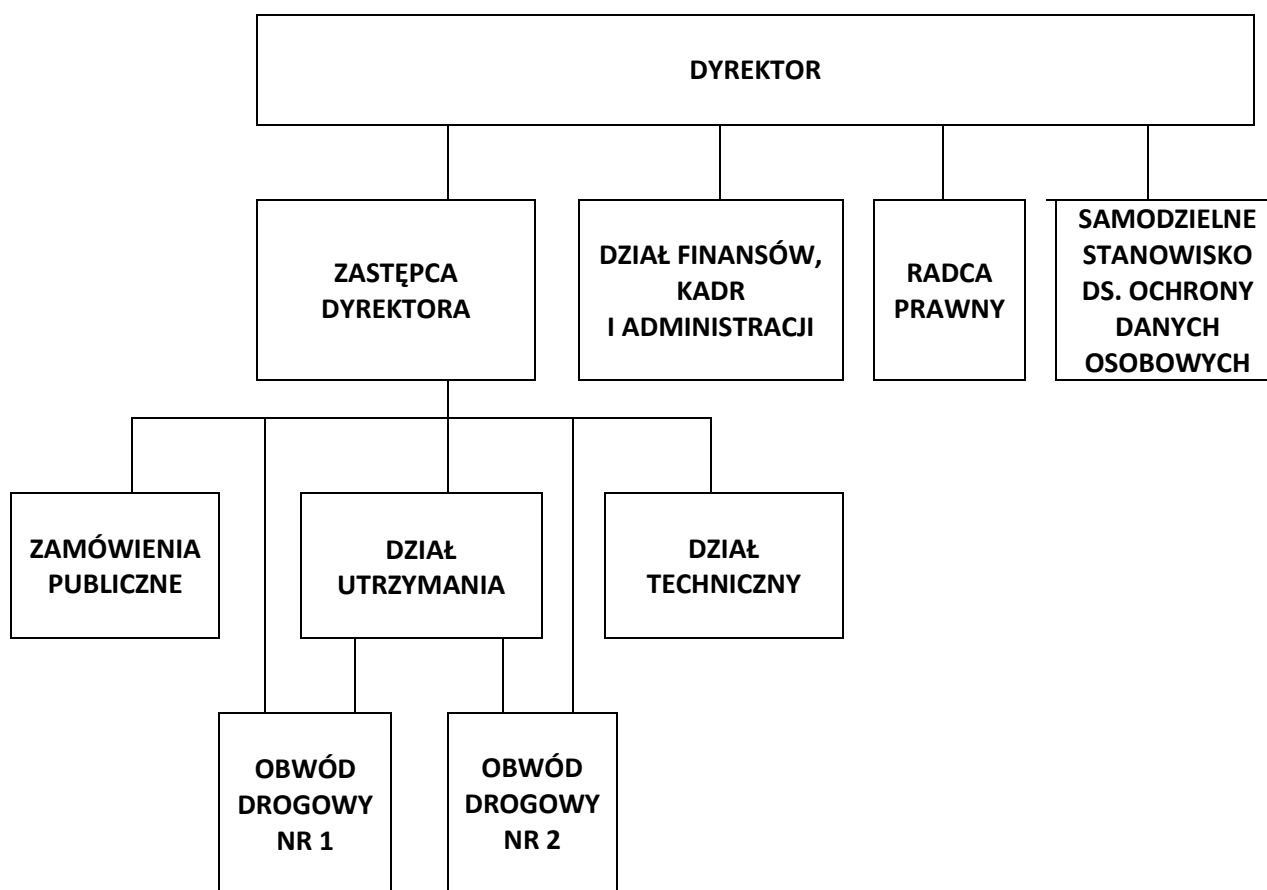 DYREKTOR
ZASTĘPCA
DYREKTORA
DZIAŁ FINANSÓW,
KADR
I ADMINISTRACJI
RADCA
PRAWNY
SAMODZIELNE
STANOWISKO
DS. OCHRONY
DANYCH
OSOBOWYCH
ZAMÓWIENIA
PUBLICZNE
DZIAŁ
UTRZYMANIA
DZIAŁ
TECHNICZNY
OBWÓD
DROGOWY
NR 1
OBWÓD
DROGOWY
NR 2